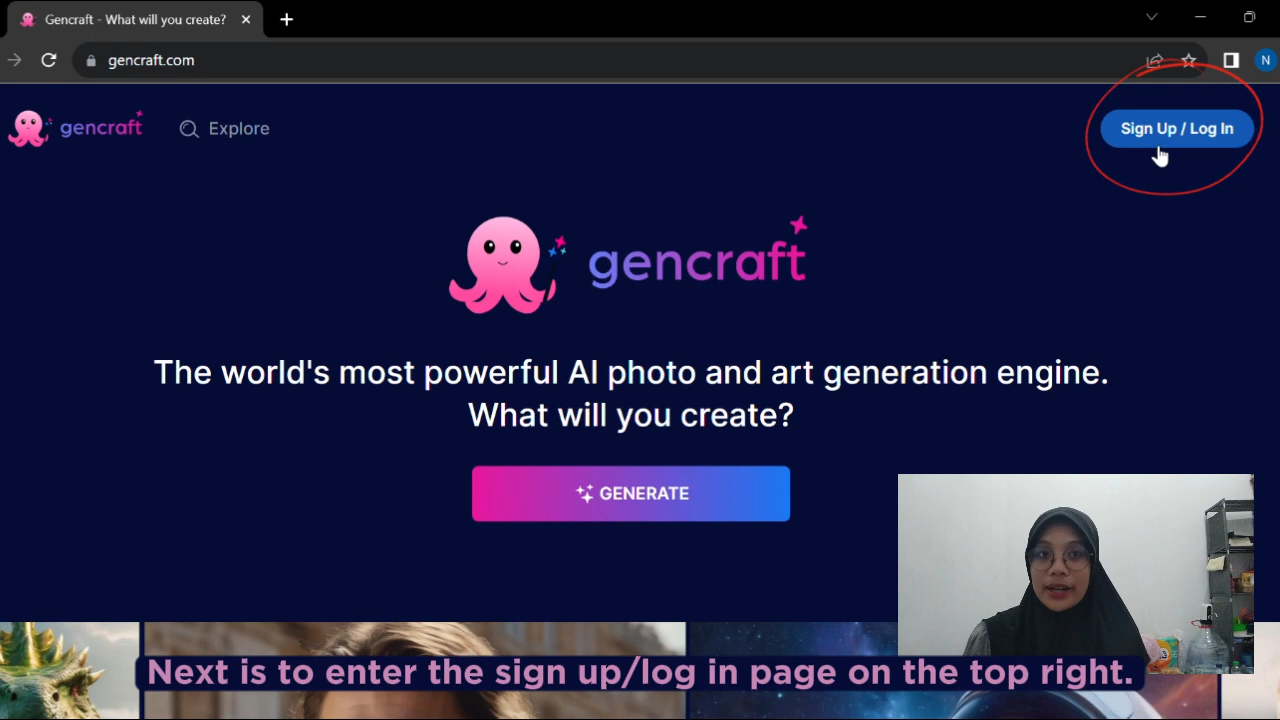 Gencraft - What will you create?
gencraft.com
N
gencraft
Explore
Sign Up / Log In
gencraft
The world's most powerful AI photo and art generation engine.
What will you create?
GENERATE
Next is to enter the sign up/log in page on the top right.